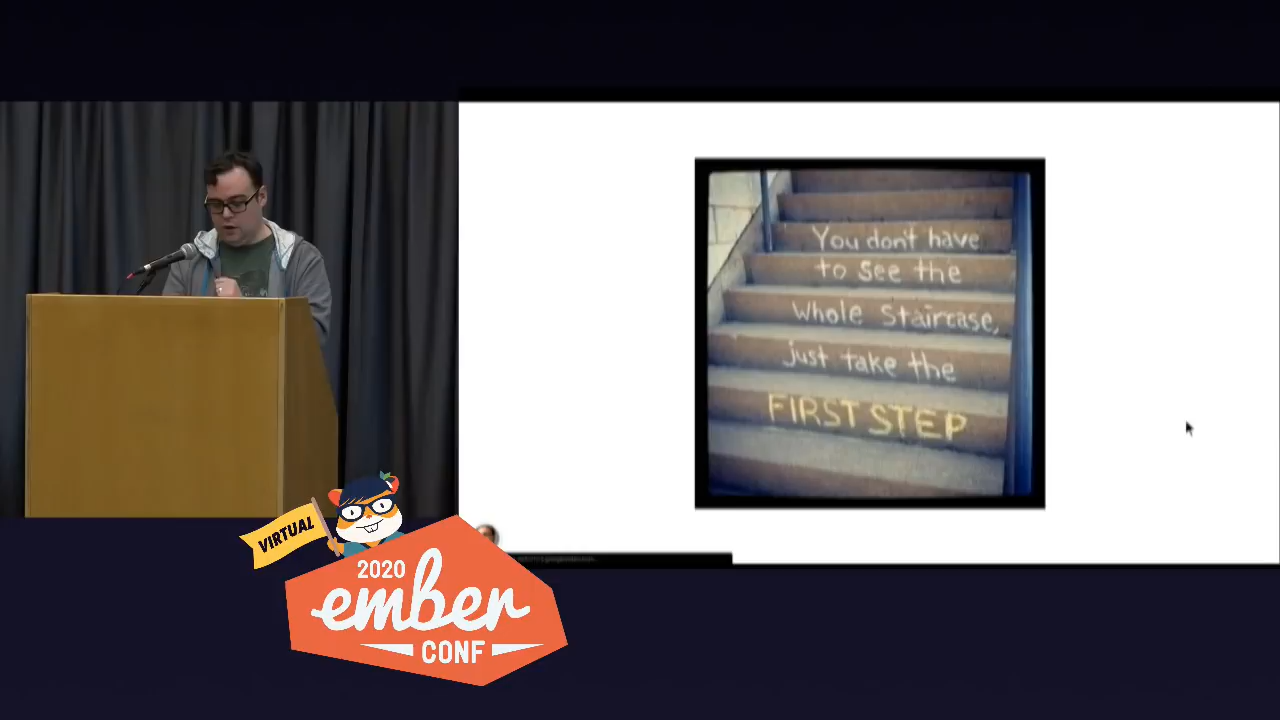 You don't have
to see the
Whole Staircase,
just take the
FIRST STEP
VIRTUAL
2020
ember
CONF